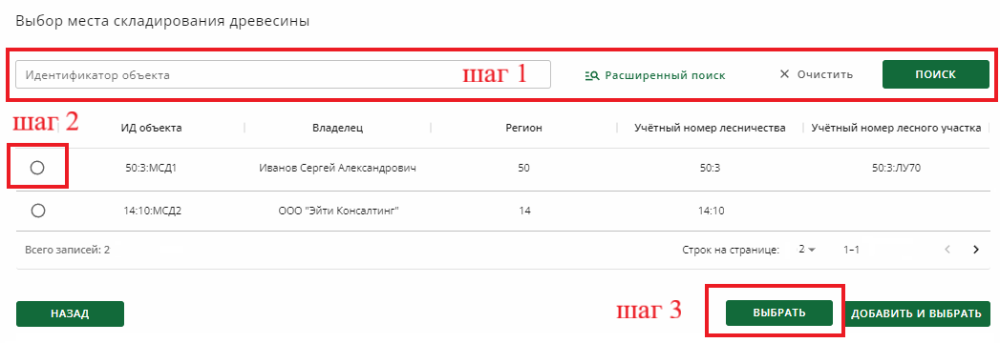 Выбор места складирования древесины
Идентификатор объекта шаг 1 Расширенный поиск Очистить ПОИСК
шаг 2
ИД объекта Владелец Регион Учётный номер лесничества Учётный номер лесного участка
50:3:МСД1 Иванов Сергей Александрович 50 50:3 50:3:ЛУ70
14:10:МСД2 ООО "Эйти Консалтинг" 14 14:10
Всего записей: 2 Строк на странице: 2 1–1
НАЗАД шаг 3 ВЫБРАТЬ ДОБАВИТЬ И ВЫБРАТЬ